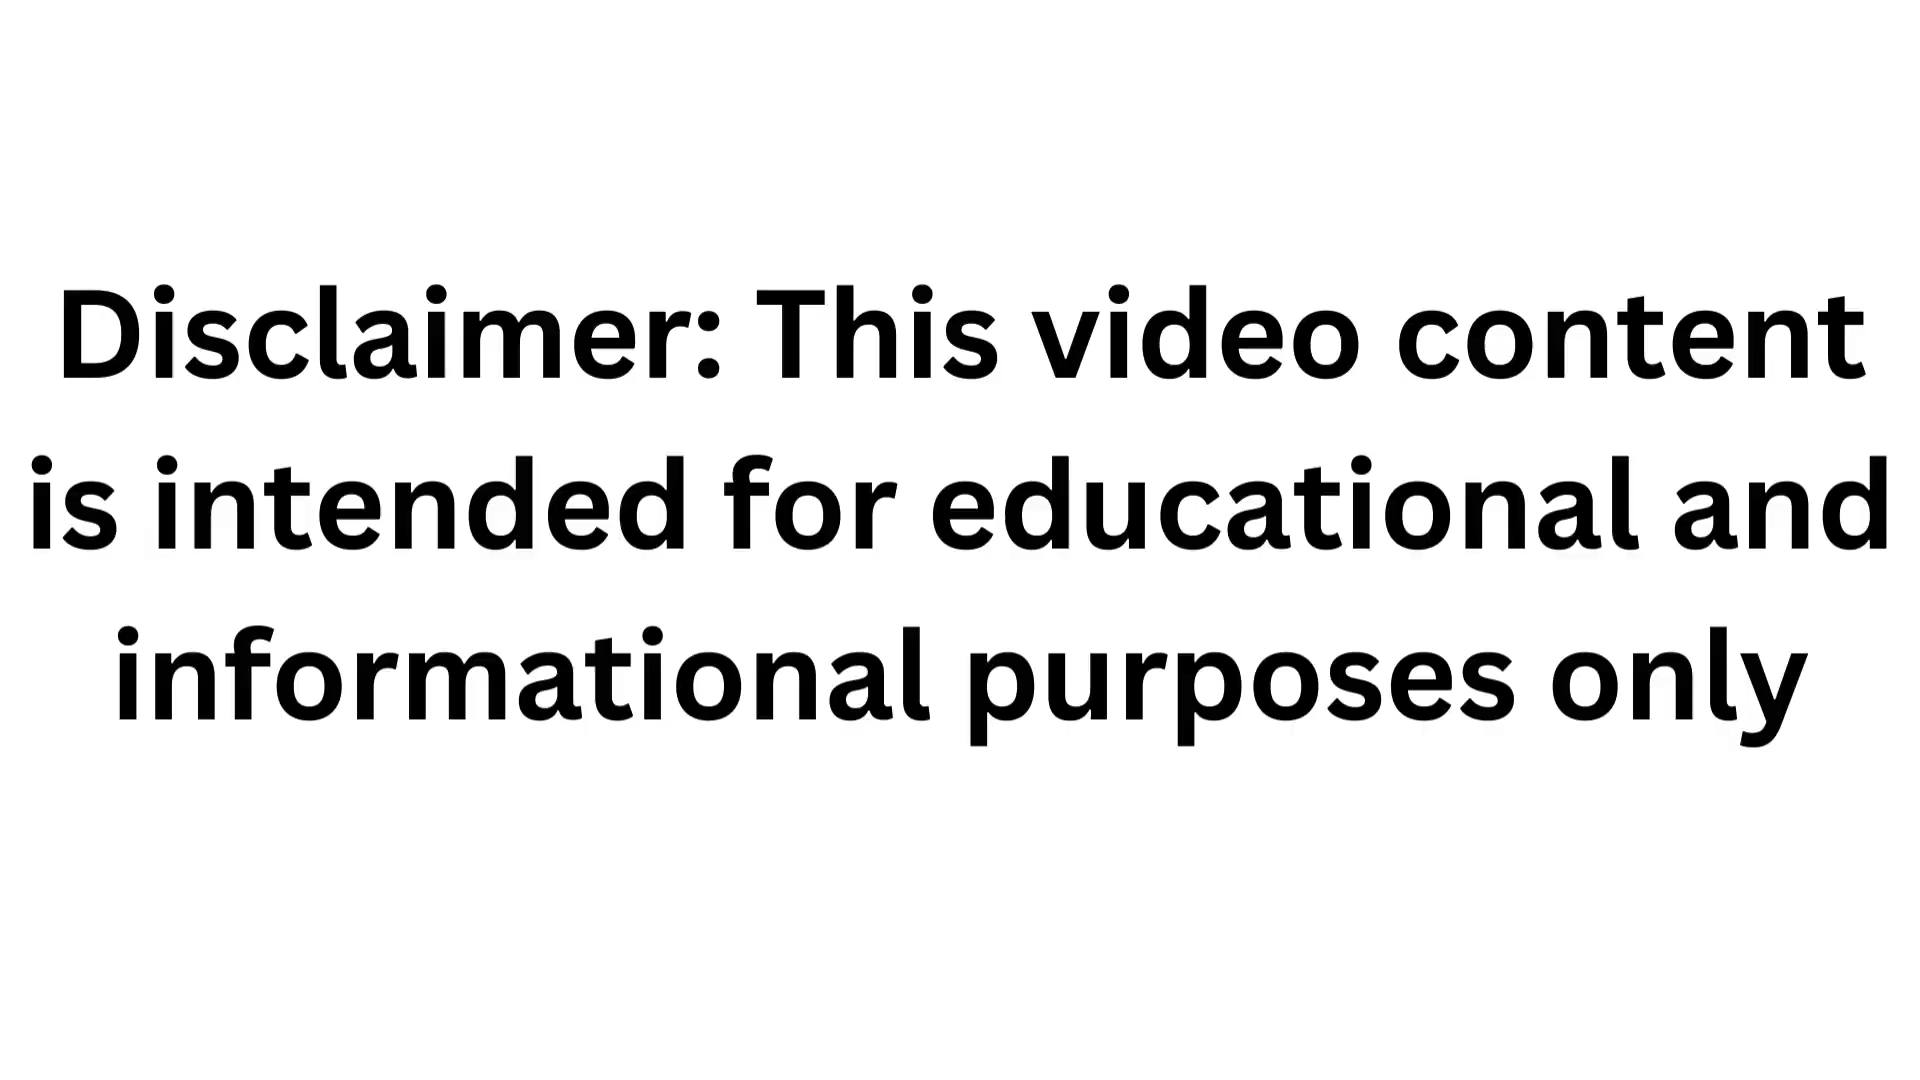 Disclaimer: This video content
is intended for educational and
informational purposes only